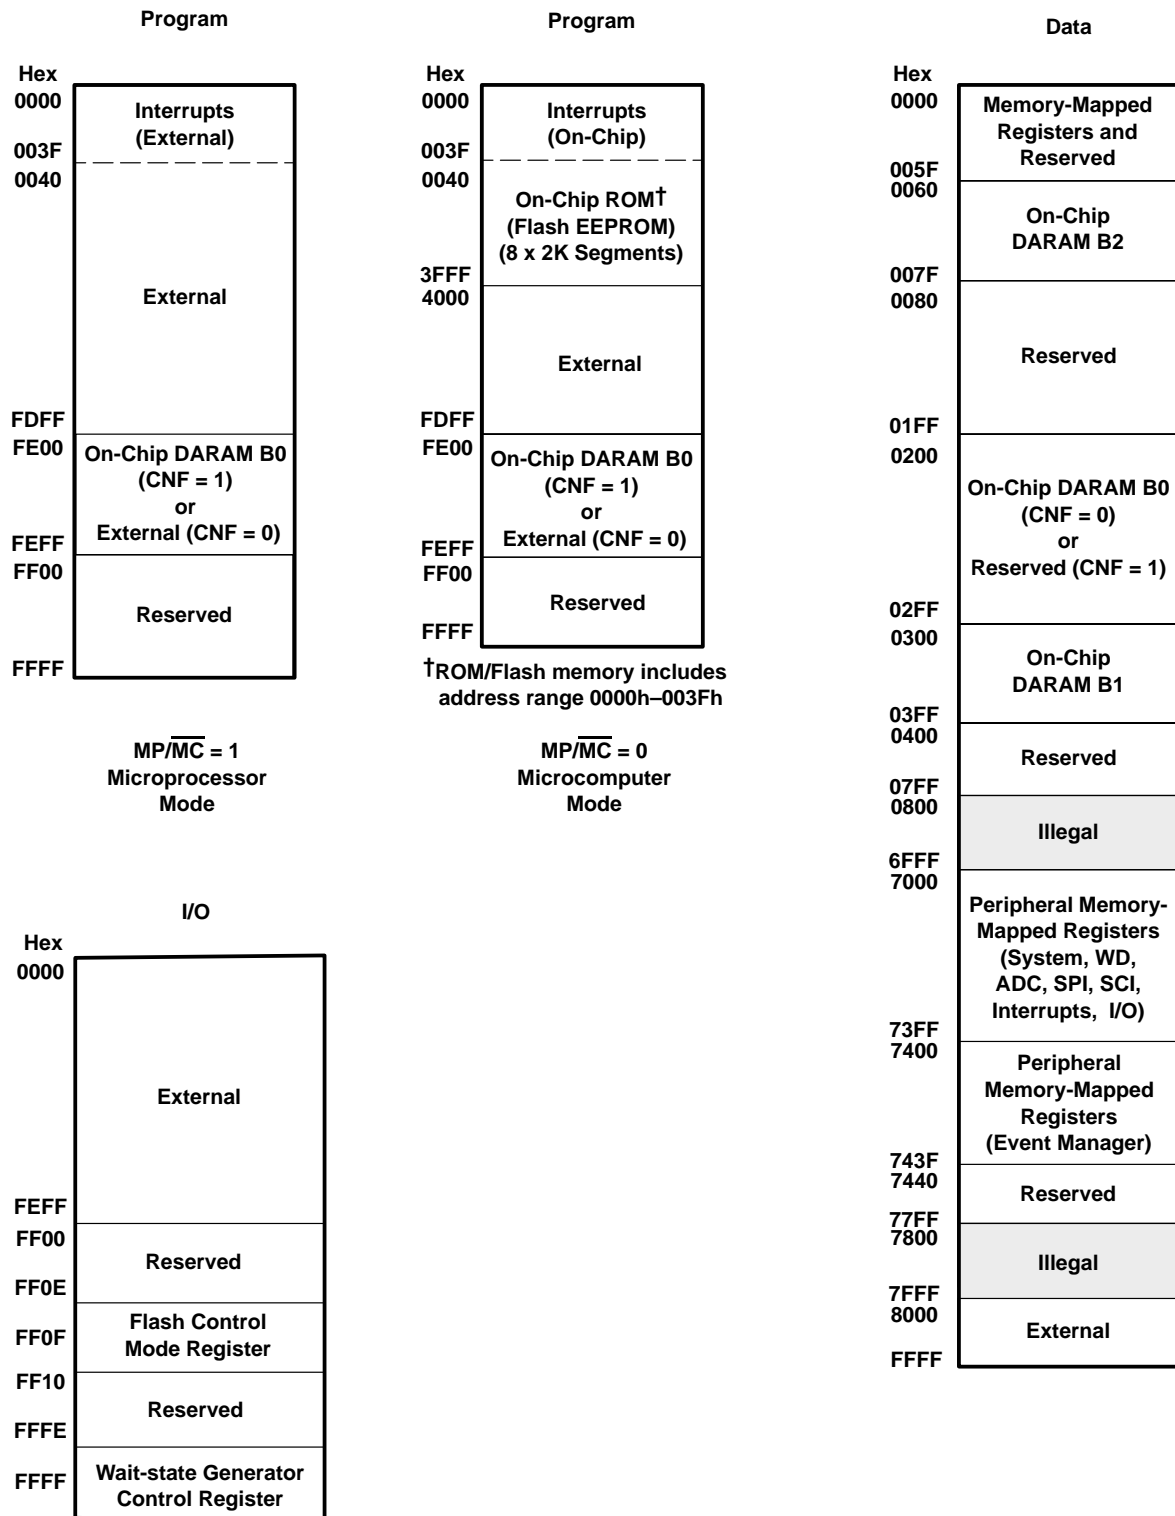 Program
Hex
0000
Interrupts
(External)
003F
0040
External
FDFF
FE00
On-Chip DARAM B0
(CNF = 1)
or
External (CNF = 0)
FEFF
FF00
Reserved
FFFF
MP/MC = 1
Microprocessor
Mode
Program
Hex
0000
Interrupts
(On-Chip)
003F
0040
On-Chip ROM†
(Flash EEPROM)
(8 x 2K Segments)
3FFF
4000
External
FDFF
FE00
On-Chip DARAM B0
(CNF = 1)
or
External (CNF = 0)
FEFF
FF00
Reserved
FFFF
†ROM/Flash memory includes
address range 0000h–003Fh
MP/MC = 0
Microcomputer
Mode
Data
Hex
0000
Memory-Mapped
Registers and
Reserved
005F
0060
On-Chip
DARAM B2
007F
0080
Reserved
01FF
0200
On-Chip DARAM B0
(CNF = 0)
or
Reserved (CNF = 1)
02FF
0300
On-Chip
DARAM B1
03FF
0400
Reserved
07FF
0800
Illegal
6FFF
7000
Peripheral Memory-
Mapped Registers
(System, WD,
ADC, SPI, SCI,
Interrupts, I/O)
73FF
7400
Peripheral
Memory-Mapped
Registers
(Event Manager)
743F
7440
Reserved
77FF
7800
Illegal
7FFF
8000
External
FFFF
I/O
Hex
0000
External
FEFF
FF00
Reserved
FF0E
Flash Control
FF0F
Mode Register
FF10
Reserved
FFFE
FFFF
Wait-state Generator
Control Register